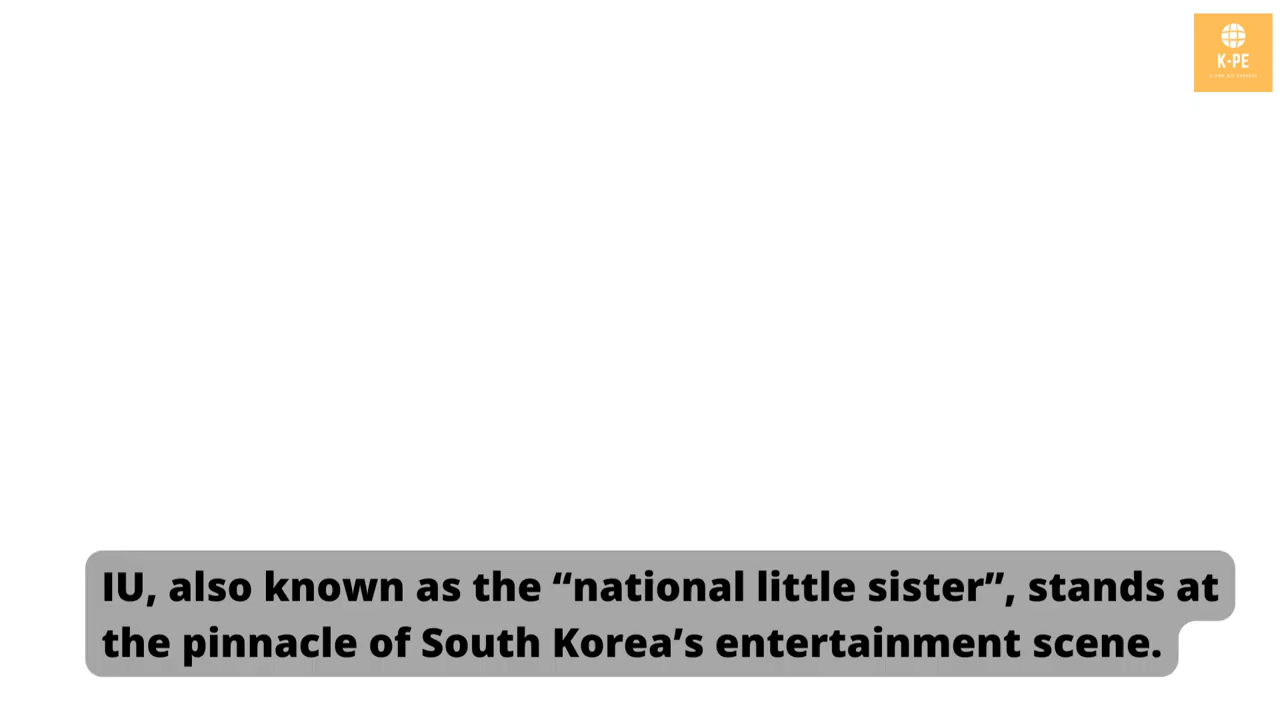 K-PE
IU, also known as the “national little sister”, stands at
the pinnacle of South Korea’s entertainment scene.